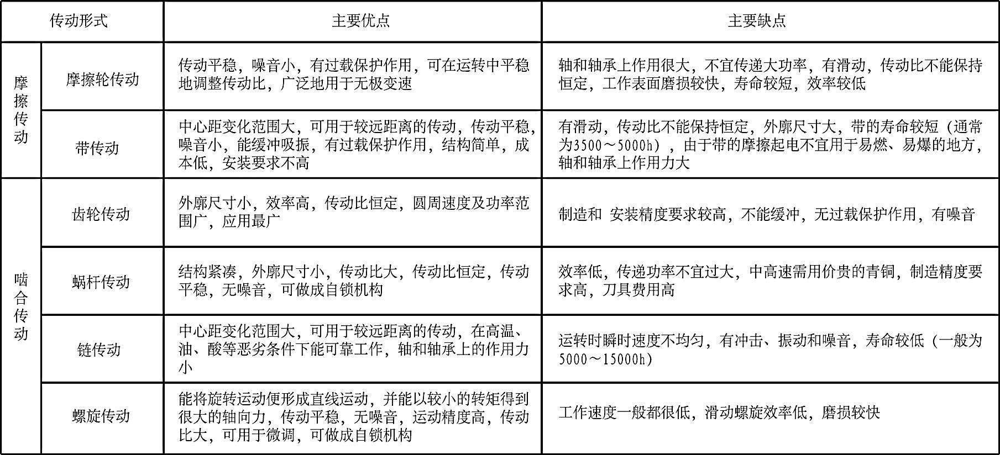 传动形式
主要优点
主要缺点
摩擦传动
摩擦轮传动
传动平稳，噪音小，有过载保护作用，可在运转中平稳
地调整传动比，广泛地用于无极变速
轴和轴承上作用很大，不宜传递大功率，有滑动，传动比不能保持
恒定，工作表面磨损较快，寿命较短，效率较低
带传动
中心距变化范围大，可用于较远距离的传动，传动平稳，
噪音小，能缓冲吸振，有过载保护作用，结构简单，成
本低，安装要求不高
有滑动，传动比不能保持恒定，外廓尺寸大，带的寿命较短（通常
为3500～5000h），由于带的摩擦起电不宜用于易燃、易爆的地方，
轴和轴承上作用力大
啮合传动
齿轮传动
外廓尺寸小，效率高，传动比恒定，圆周速度及功率范
围广，应用最广
制造和 安装精度要求较高，不能缓冲，无过载保护作用，有噪音
蜗杆传动
结构紧凑，外廓尺寸小，传动比大，传动比恒定，传动
平稳，无噪音，可做成自锁机构
效率低，传递功率不宜过大，中高速需用价贵的青铜，制造精度要
求高，刀具费用高
链传动
中心距变化范围大，可用于较远距离的传动，在高温、
油、酸等恶劣条件下能可靠工作，轴和轴承上的作用力
小
运转时瞬时速度不均匀，有冲击、振动和噪音，寿命较低（一般为
5000～15000h）
螺旋传动
能将旋转运动便形成直线运动，并能以较小的转矩得到
很大的轴向力，传动平稳，无噪音，运动精度高，传动
比大，可用于微调，可做成自锁机构
工作速度一般都很低，滑动螺旋效率低，磨损较快